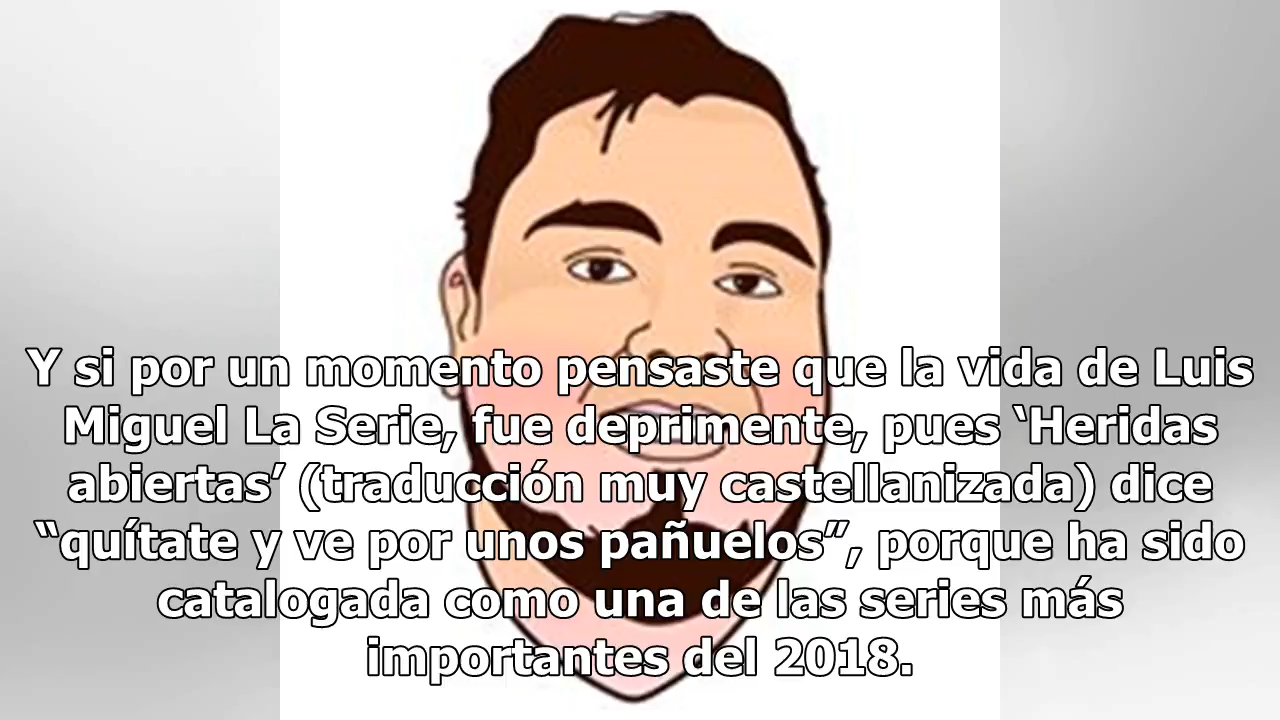 Y si por un momento pensaste que la vida de Luis
Miguel La Serie, fue deprimente, pues ‘Heridas
abiertas’ (traducción muy castellanizada) dice
“quítate y ve por unos pañuelos”, porque ha sido
catalogada como una de las series más
importantes del 2018.